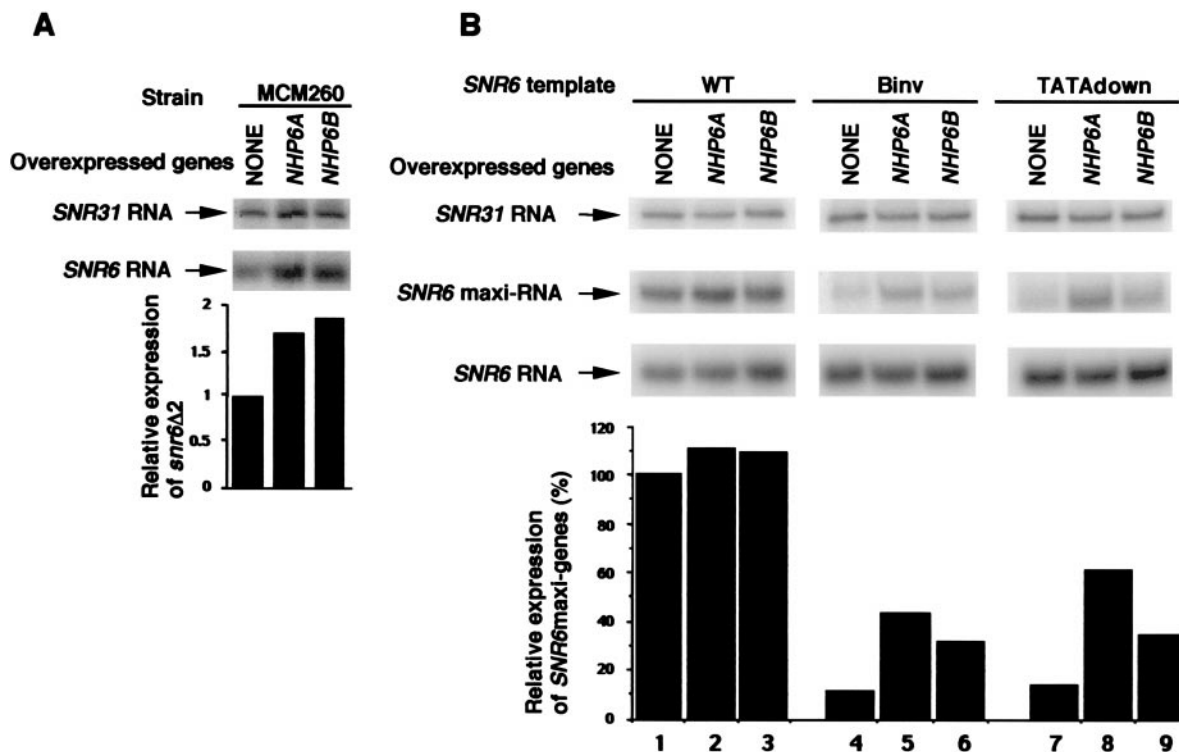 A
Strain
MCM260
Overexpressed genes
NONE
NHP6A
NHP6B
SNR31 RNA
SNR6 RNA
Relative expression
of snr6Δ2
2
1.5
1
0.5
0
B
SNR6 template
WT
Binv
TATAdown
Overexpressed genes
NONE
NHP6A
NHP6B
NONE
NHP6A
NHP6B
NONE
NHP6A
NHP6B
SNR31 RNA
SNR6 maxi-RNA
SNR6 RNA
Relative expression
of SNR6maxi-genes (%)
120
100
80
60
40
20
0
1 2 3 4 5 6 7 8 9